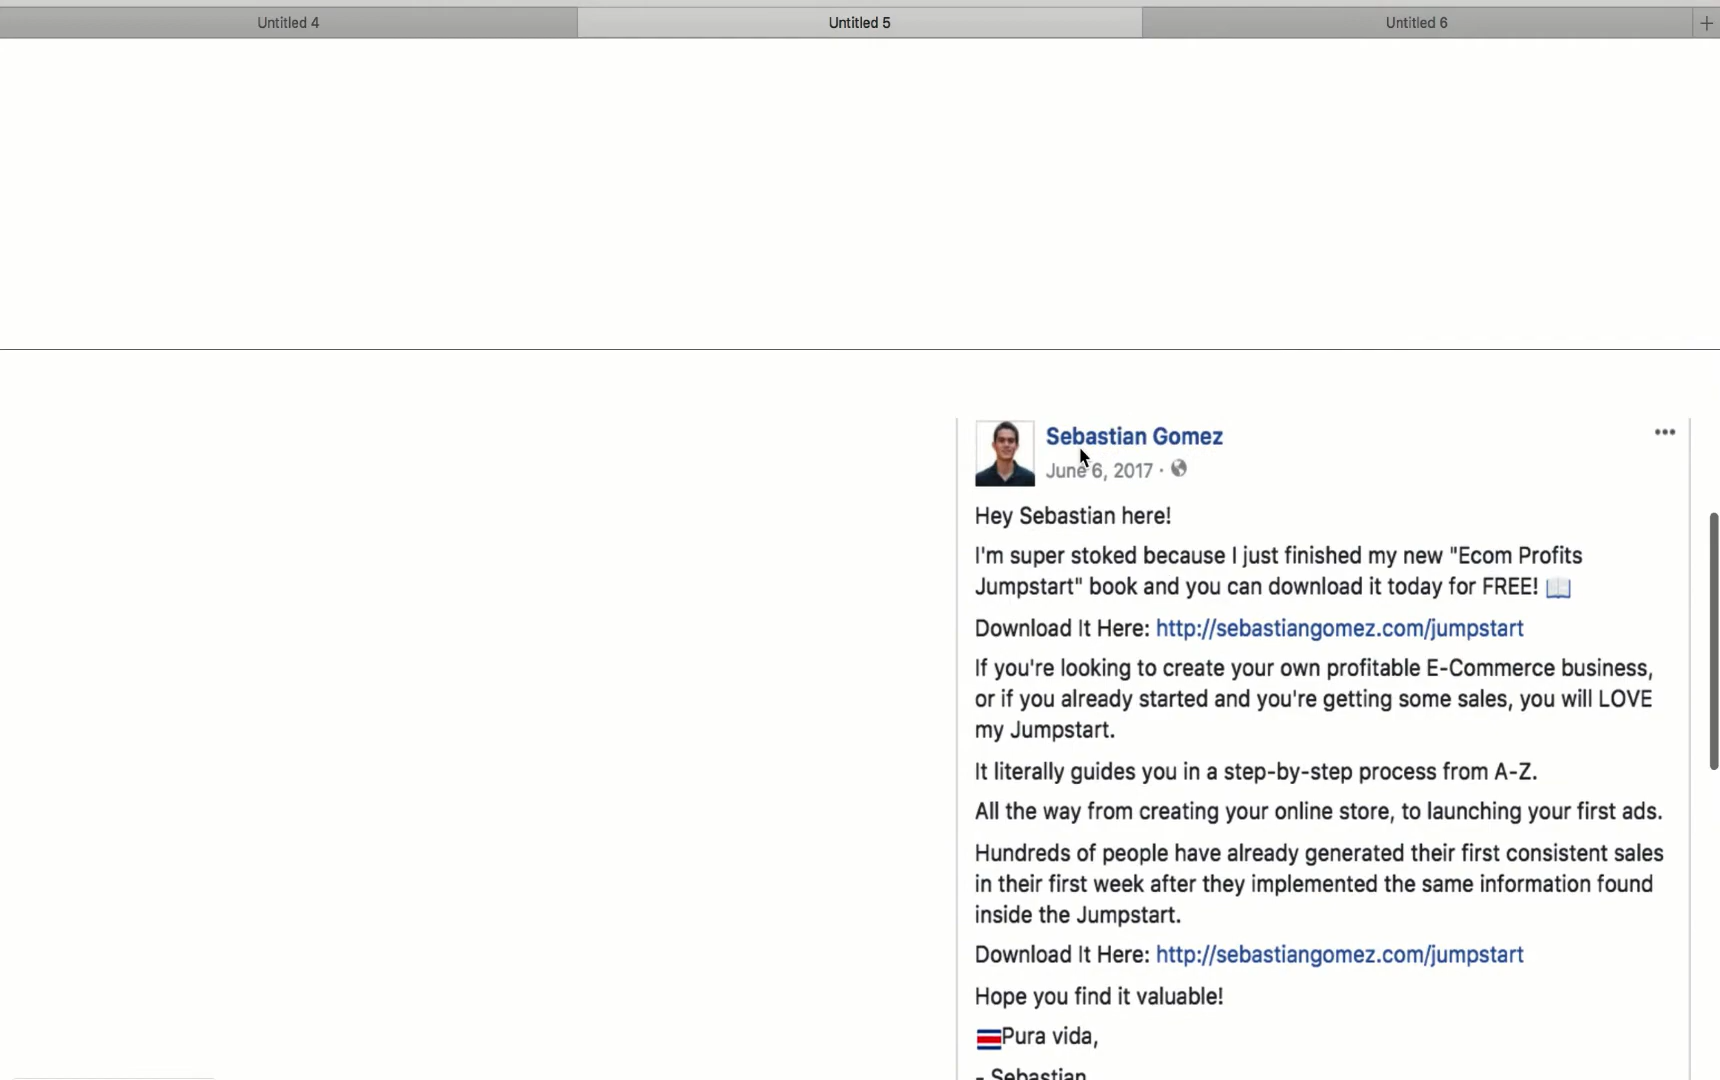 Untitled 4
Untitled 5
Untitled 6
+
Sebastian Gomez
June 6, 2017 ·
Hey Sebastian here!
I'm super stoked because I just finished my new "Ecom Profits
Jumpstart" book and you can download it today for FREE! 📖
Download It Here: http://sebastiangomez.com/jumpstart
If you're looking to create your own profitable E-Commerce business,
or if you already started and you're getting some sales, you will LOVE
my Jumpstart.
It literally guides you in a step-by-step process from A-Z.
All the way from creating your online store, to launching your first ads.
Hundreds of people have already generated their first consistent sales
in their first week after they implemented the same information found
inside the Jumpstart.
Download It Here: http://sebastiangomez.com/jumpstart
Hope you find it valuable!
🇨🇷Pura vida,
- Sebastian